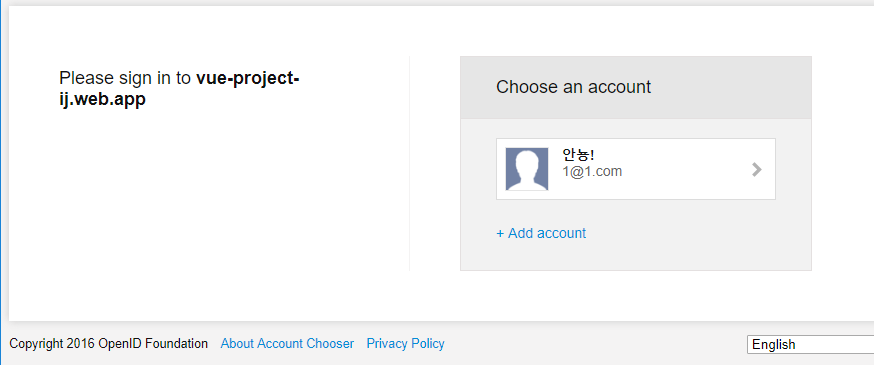 Please sign in to vue-project-
ij.web.app
Choose an account
안뇽!
1@1.com
+ Add account
Copyright 2016 OpenID Foundation About Account Chooser Privacy Policy
English